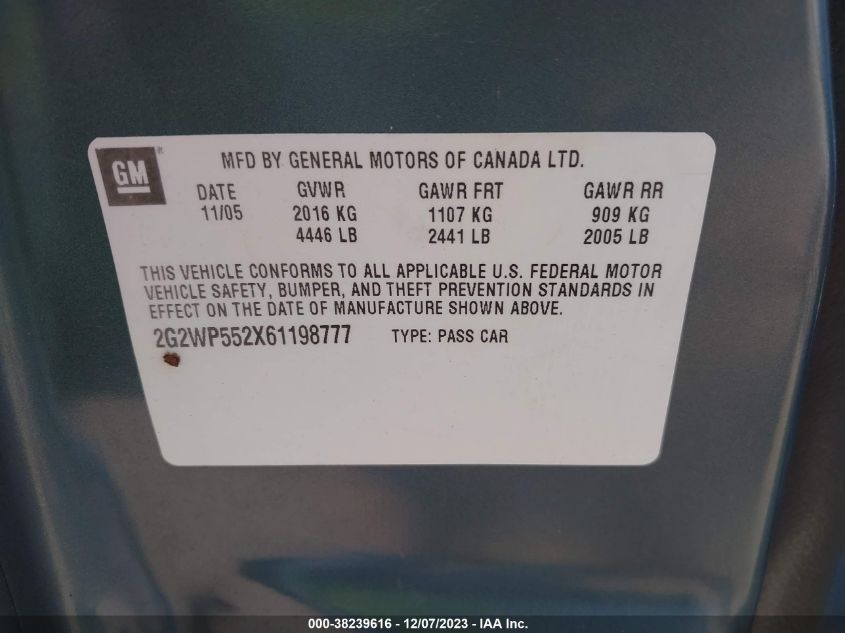 GM
MFD BY GENERAL MOTORS OF CANADA LTD.
DATE GVWR GAWR FRT GAWR RR
11/05 2016 KG 1107 KG 909 KG
4446 LB 2441 LB 2005 LB
THIS VEHICLE CONFORMS TO ALL APPLICABLE U.S. FEDERAL MOTOR
VEHICLE SAFETY, BUMPER, AND THEFT PREVENTION STANDARDS IN
EFFECT ON THE DATE OF MANUFACTURE SHOWN ABOVE.
2G2WP552X61198777 TYPE: PASS CAR
000-38239616 - 12/07/2023 - IAA Inc.